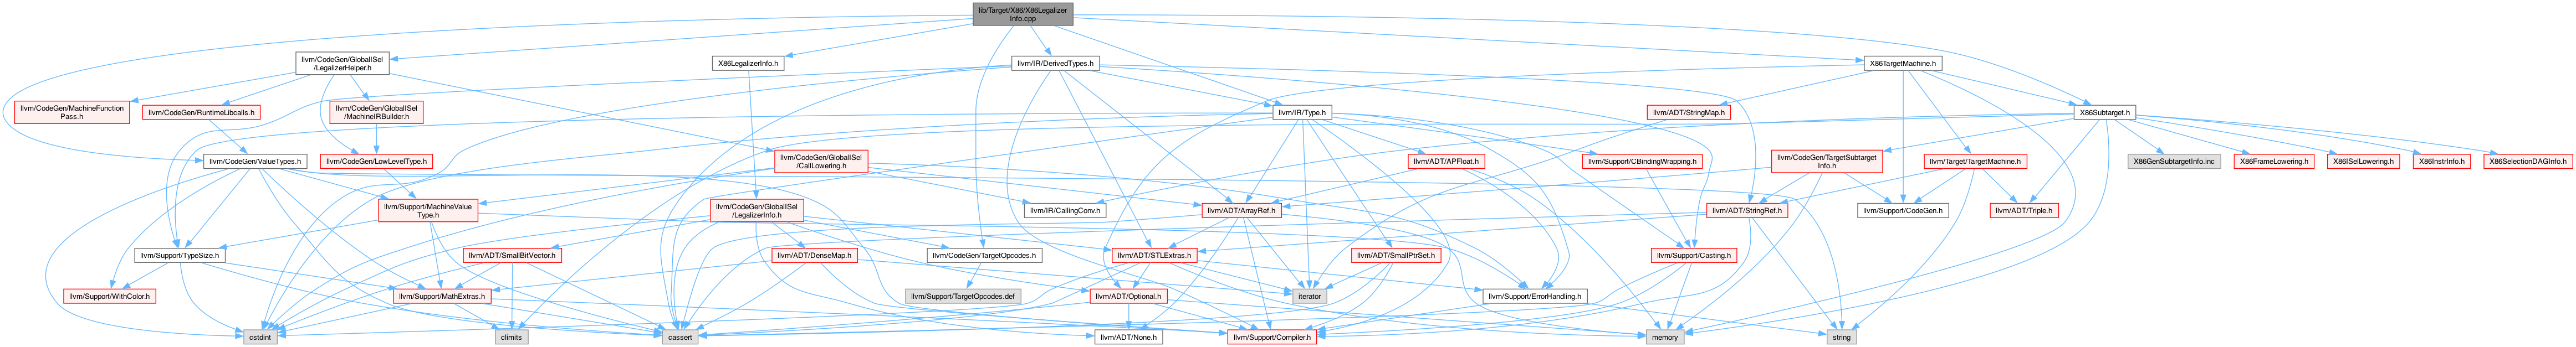 lib/Target/X86/X86Legalizer
Info.cpp
llvm/CodeGen/GlobalISel
/LegalizerHelper.h
X86LegalizerInfo.h
llvm/IR/DerivedTypes.h
X86TargetMachine.h
llvm/CodeGen/MachineFunction
Pass.h
llvm/CodeGen/RuntimeLibcalls.h
llvm/CodeGen/GlobalISel
/MachineIRBuilder.h
llvm/IR/Type.h
llvm/ADT/StringMap.h
X86Subtarget.h
llvm/CodeGen/ValueTypes.h
llvm/CodeGen/LowLevelType.h
llvm/CodeGen/GlobalISel
/CallLowering.h
llvm/ADT/APFloat.h
llvm/Support/CBindingWrapping.h
llvm/CodeGen/TargetSubtarget
Info.h
llvm/Target/TargetMachine.h
X86GenSubtargetInfo.inc
X86FrameLowering.h
X86ISelLowering.h
X86InstrInfo.h
X86SelectionDAGInfo.h
llvm/Support/MachineValue
Type.h
llvm/CodeGen/GlobalISel
/LegalizerInfo.h
llvm/IR/CallingConv.h
llvm/ADT/ArrayRef.h
llvm/ADT/StringRef.h
llvm/Support/CodeGen.h
llvm/ADT/Triple.h
llvm/Support/TypeSize.h
llvm/ADT/SmallBitVector.h
llvm/ADT/DenseMap.h
llvm/CodeGen/TargetOpcodes.h
llvm/ADT/STLExtras.h
llvm/ADT/SmallPtrSet.h
llvm/Support/Casting.h
llvm/Support/WithColor.h
llvm/Support/MathExtras.h
llvm/Support/TargetOpcodes.def
llvm/ADT/Optional.h
iterator
llvm/Support/ErrorHandling.h
cstdint
climits
cassert
llvm/ADT/None.h
llvm/Support/Compiler.h
memory
string